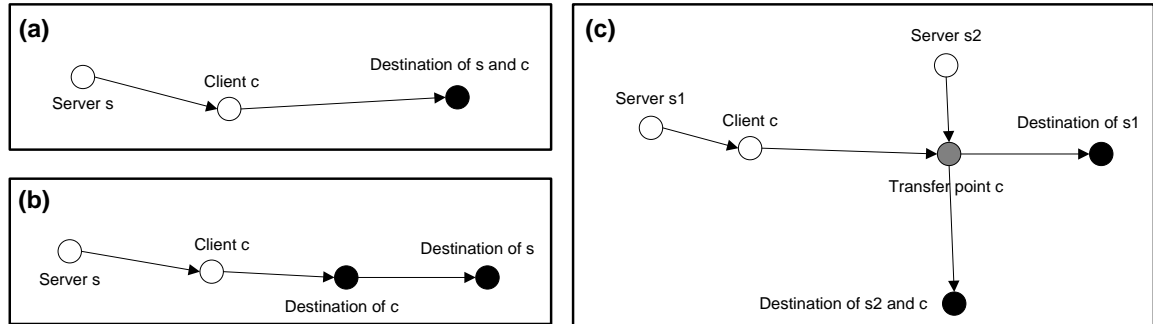 (a)
Destination of s and c
Client c
Server s
(b)
Client c
Destination of s
Server s
Destination of c
(c)
Server s2
Server s1
Client c
Destination of s1
Transfer point c
Destination of s2 and c